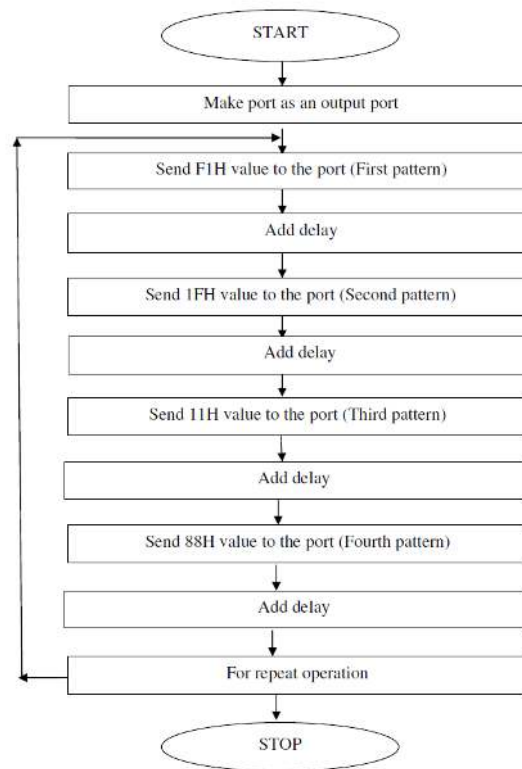 START
Make port as an output port
Send F1H value to the port (First pattern)
Add delay
Send 1FH value to the port (Second pattern)
Add delay
Send 11H value to the port (Third pattern)
Add delay
Send 88H value to the port (Fourth pattern)
Add delay
For repeat operation
STOP